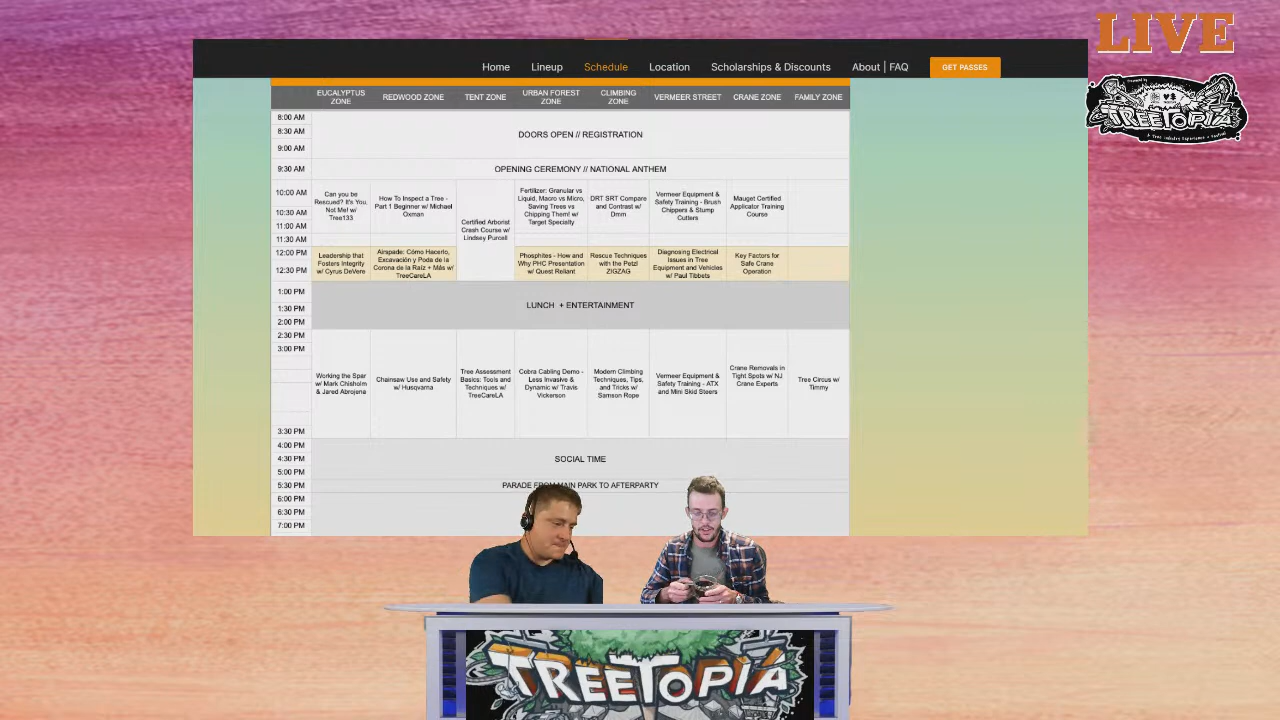 LIVE
Home Lineup Schedule Location Scholarships & Discounts About | FAQ GET PASSES
TREETOPIA
A Tree Industry Experience + Festival
EUCALYPTUS
ZONE
REDWOOD ZONE
TENT ZONE
URBAN FOREST
ZONE
CLIMBING
ZONE
VERMEER STREET
CRANE ZONE
FAMILY ZONE
8:00 AM
8:30 AM
9:00 AM
DOORS OPEN // REGISTRATION
9:30 AM
OPENING CEREMONY // NATIONAL ANTHEM
10:00 AM
10:30 AM
11:00 AM
11:30 AM
Can you be
Rescued? It's You,
Not Me! w/
Tree133
How To Inspect a Tree -
Part 1 Beginner w/ Michael
Oxman
Certified Arborist
Crash Course w/
Lindsey Purcell
Fertilizer: Granular vs
Liquid, Macro vs Micro,
Saving Trees vs
Chipping Them! w/
Target Specialty
DRT SRT Compare
and Contrast w/
Dmm
Vermeer Equipment &
Safety Training - Brush
Chippers & Stump
Cutters
Mauget Certified
Applicator Training
Course
12:00 PM
12:30 PM
Leadership that
Fosters Integrity
w/ Cyrus DeVere
Airspade: Cómo Hacerlo,
Excavación y Poda de la
Corona de la Raíz + Más w/
TreeCareLA
Phosphites - How and
Why PHC Presentation
w/ Quest Reliant
Rescue Techniques
with the Petzl
ZIGZAG
Diagnosing Electrical
Issues in Tree
Equipment and Vehicles
w/ Paul Tibbets
Key Factors for
Safe Crane
Operation
1:00 PM
1:30 PM
2:00 PM
LUNCH + ENTERTAINMENT
2:30 PM
3:00 PM
Working the Spar
w/ Mark Chisholm
& Jared Abrojena
Chainsaw Use and Safety
w/ Husqvarna
Tree Assessment
Basics: Tools and
Techniques w/
TreeCareLA
Cobra Cabling Demo -
Less Invasive &
Dynamic w/ Travis
Vickerson
Modern Climbing
Techniques, Tips,
and Tricks w/
Samson Rope
Vermeer Equipment &
Safety Training - ATX
and Mini Skid Steers
Crane Removals in
Tight Spots w/ NJ
Crane Experts
Tree Circus w/
Timmy
3:30 PM
4:00 PM
4:30 PM
5:00 PM
SOCIAL TIME
5:30 PM
PARADE FROM MAIN PARK TO AFTERPARTY
6:00 PM
6:30 PM
7:00 PM
TREETOPIA